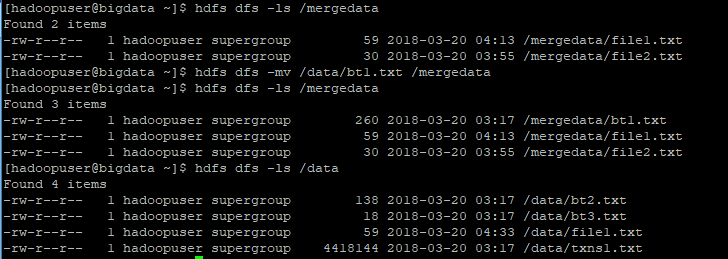 [hadoopuser@bigdata ~]$ hdfs dfs -ls /mergedata
Found 2 items
-rw-r--r--   1 hadoopuser supergroup         59 2018-03-20 04:13 /mergedata/file1.txt
-rw-r--r--   1 hadoopuser supergroup         30 2018-03-20 03:55 /mergedata/file2.txt
[hadoopuser@bigdata ~]$ hdfs dfs -mv /data/bt1.txt /mergedata
[hadoopuser@bigdata ~]$ hdfs dfs -ls /mergedata
Found 3 items
-rw-r--r--   1 hadoopuser supergroup        260 2018-03-20 03:17 /mergedata/bt1.txt
-rw-r--r--   1 hadoopuser supergroup         59 2018-03-20 04:13 /mergedata/file1.txt
-rw-r--r--   1 hadoopuser supergroup         30 2018-03-20 03:55 /mergedata/file2.txt
[hadoopuser@bigdata ~]$ hdfs dfs -ls /data
Found 4 items
-rw-r--r--   1 hadoopuser supergroup        138 2018-03-20 03:17 /data/bt2.txt
-rw-r--r--   1 hadoopuser supergroup         18 2018-03-20 03:17 /data/bt3.txt
-rw-r--r--   1 hadoopuser supergroup         59 2018-03-20 04:33 /data/file1.txt
-rw-r--r--   1 hadoopuser supergroup    4418144 2018-03-20 03:17 /data/txns1.txt